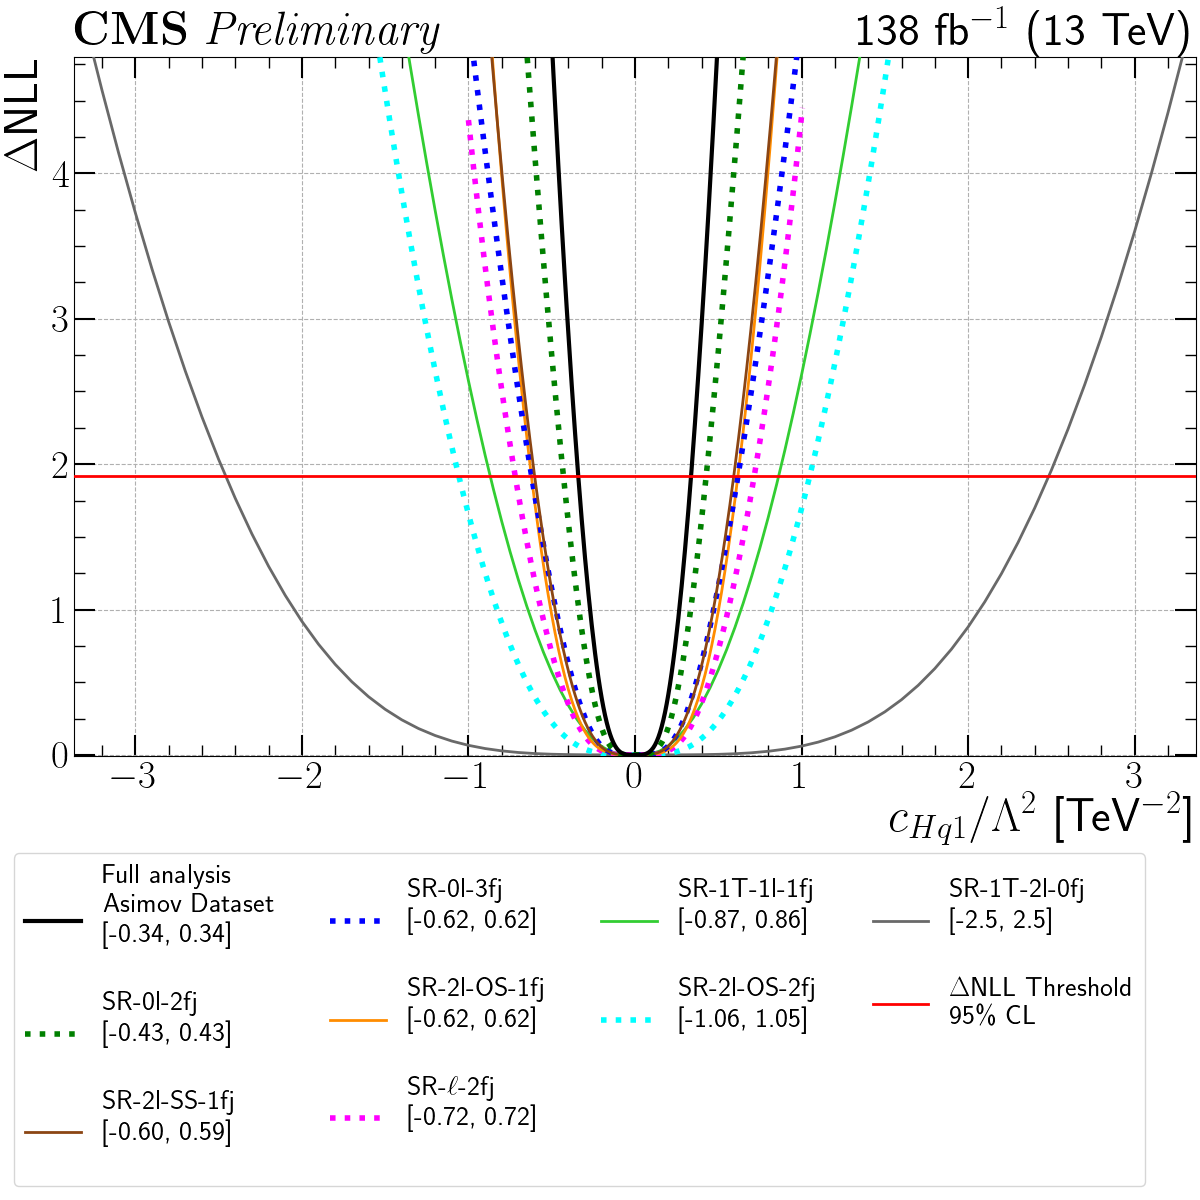 CMS Preliminary 138 fb⁻¹ (13 TeV)
ΔNLL
4
3
2
1
0
−3 −2 −1 0 1 2 3
c_{Hq1}/Λ² [TeV⁻²]
Full analysis
Asimov Dataset
[-0.34, 0.34]
SR-0l-2fj
[-0.43, 0.43]
SR-2l-SS-1fj
[-0.60, 0.59]
SR-0l-3fj
[-0.62, 0.62]
SR-2l-OS-1fj
[-0.62, 0.62]
SR-ℓ-2fj
[-0.72, 0.72]
SR-1T-1l-1fj
[-0.87, 0.86]
SR-2l-OS-2fj
[-1.06, 1.05]
SR-1T-2l-0fj
[-2.5, 2.5]
ΔNLL Threshold
95% CL